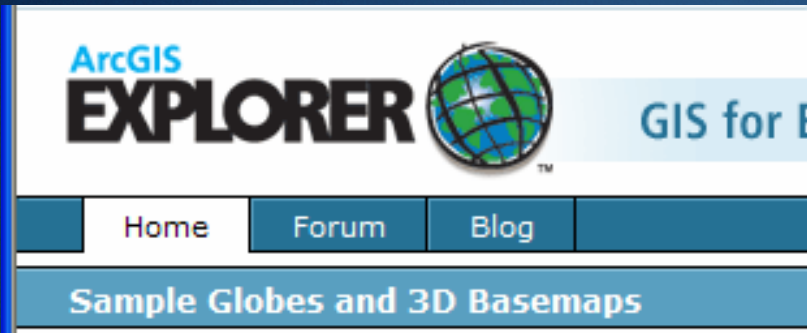 ArcGIS
EXPLORER
TM
GIS for
Home Forum Blog
Sample Globes and 3D Basemaps